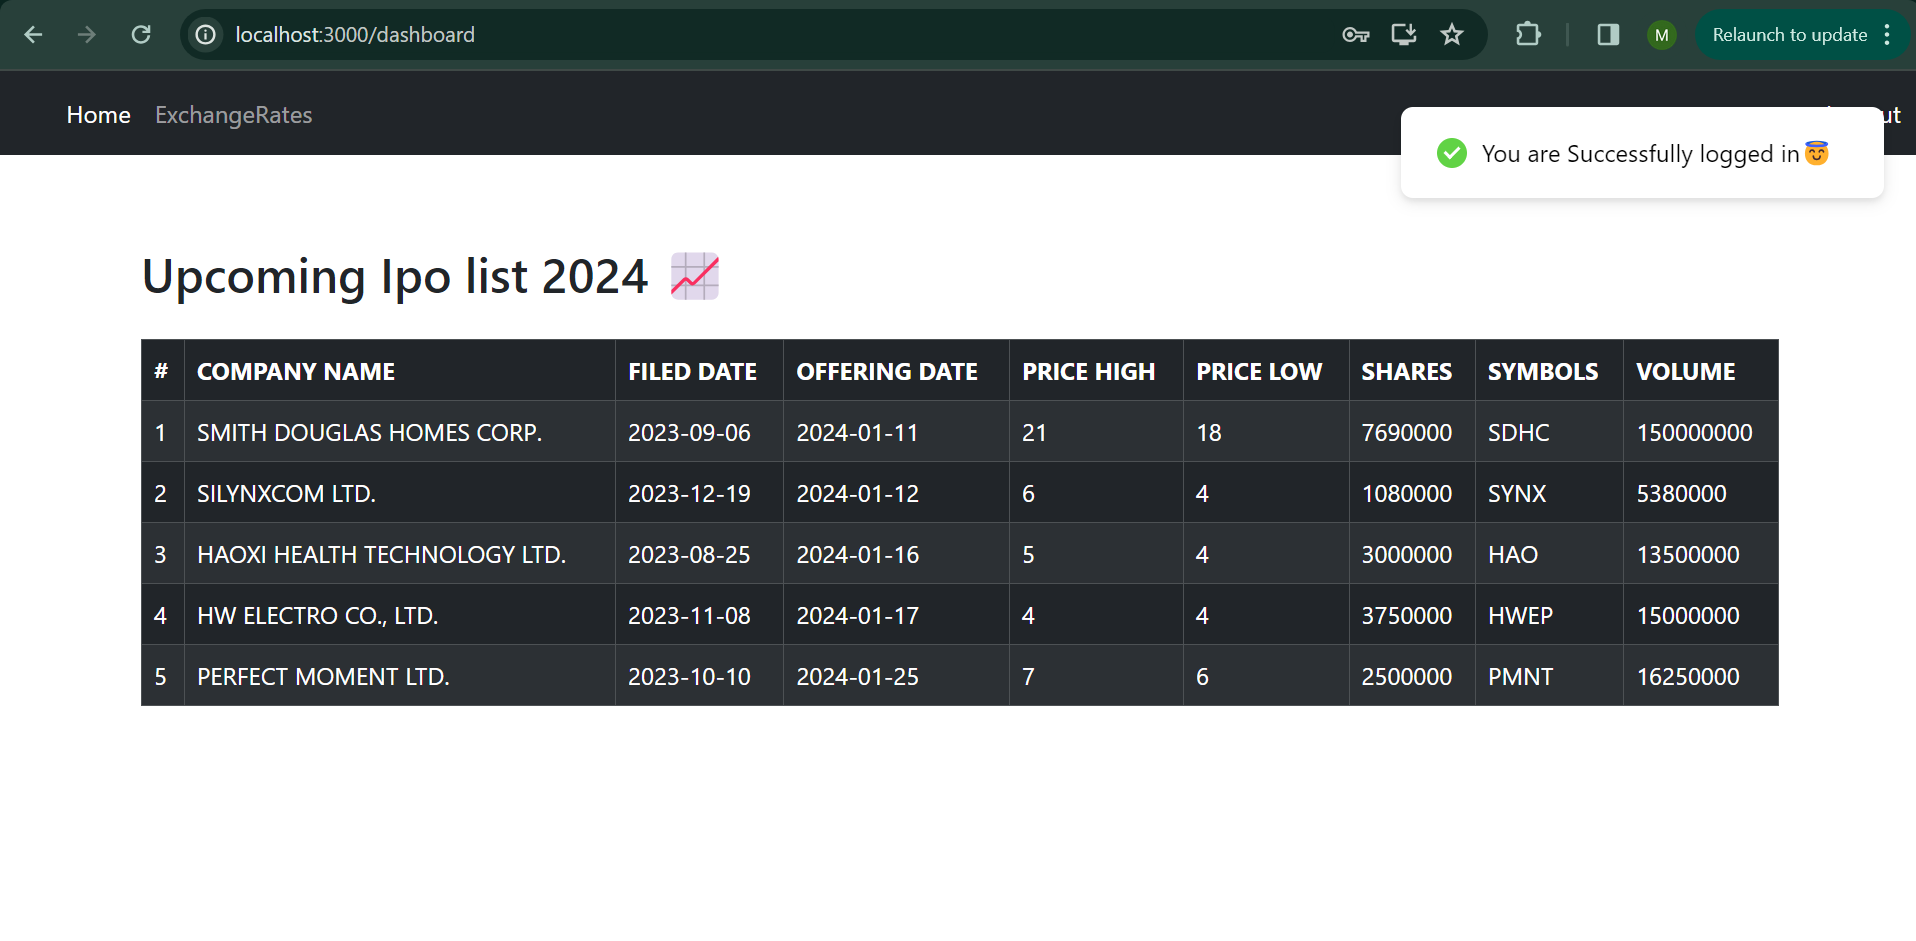 localhost:3000/dashboard
M
Relaunch to update
Home ExchangeRates
You are Successfully logged in😇
Upcoming Ipo list 2024 📈
# COMPANY NAME FILED DATE OFFERING DATE PRICE HIGH PRICE LOW SHARES SYMBOLS VOLUME
1 SMITH DOUGLAS HOMES CORP. 2023-09-06 2024-01-11 21 18 7690000 SDHC 150000000
2 SILYNXCOM LTD. 2023-12-19 2024-01-12 6 4 1080000 SYNX 5380000
3 HAOXI HEALTH TECHNOLOGY LTD. 2023-08-25 2024-01-16 5 4 3000000 HAO 13500000
4 HW ELECTRO CO., LTD. 2023-11-08 2024-01-17 4 4 3750000 HWEP 15000000
5 PERFECT MOMENT LTD. 2023-10-10 2024-01-25 7 6 2500000 PMNT 16250000